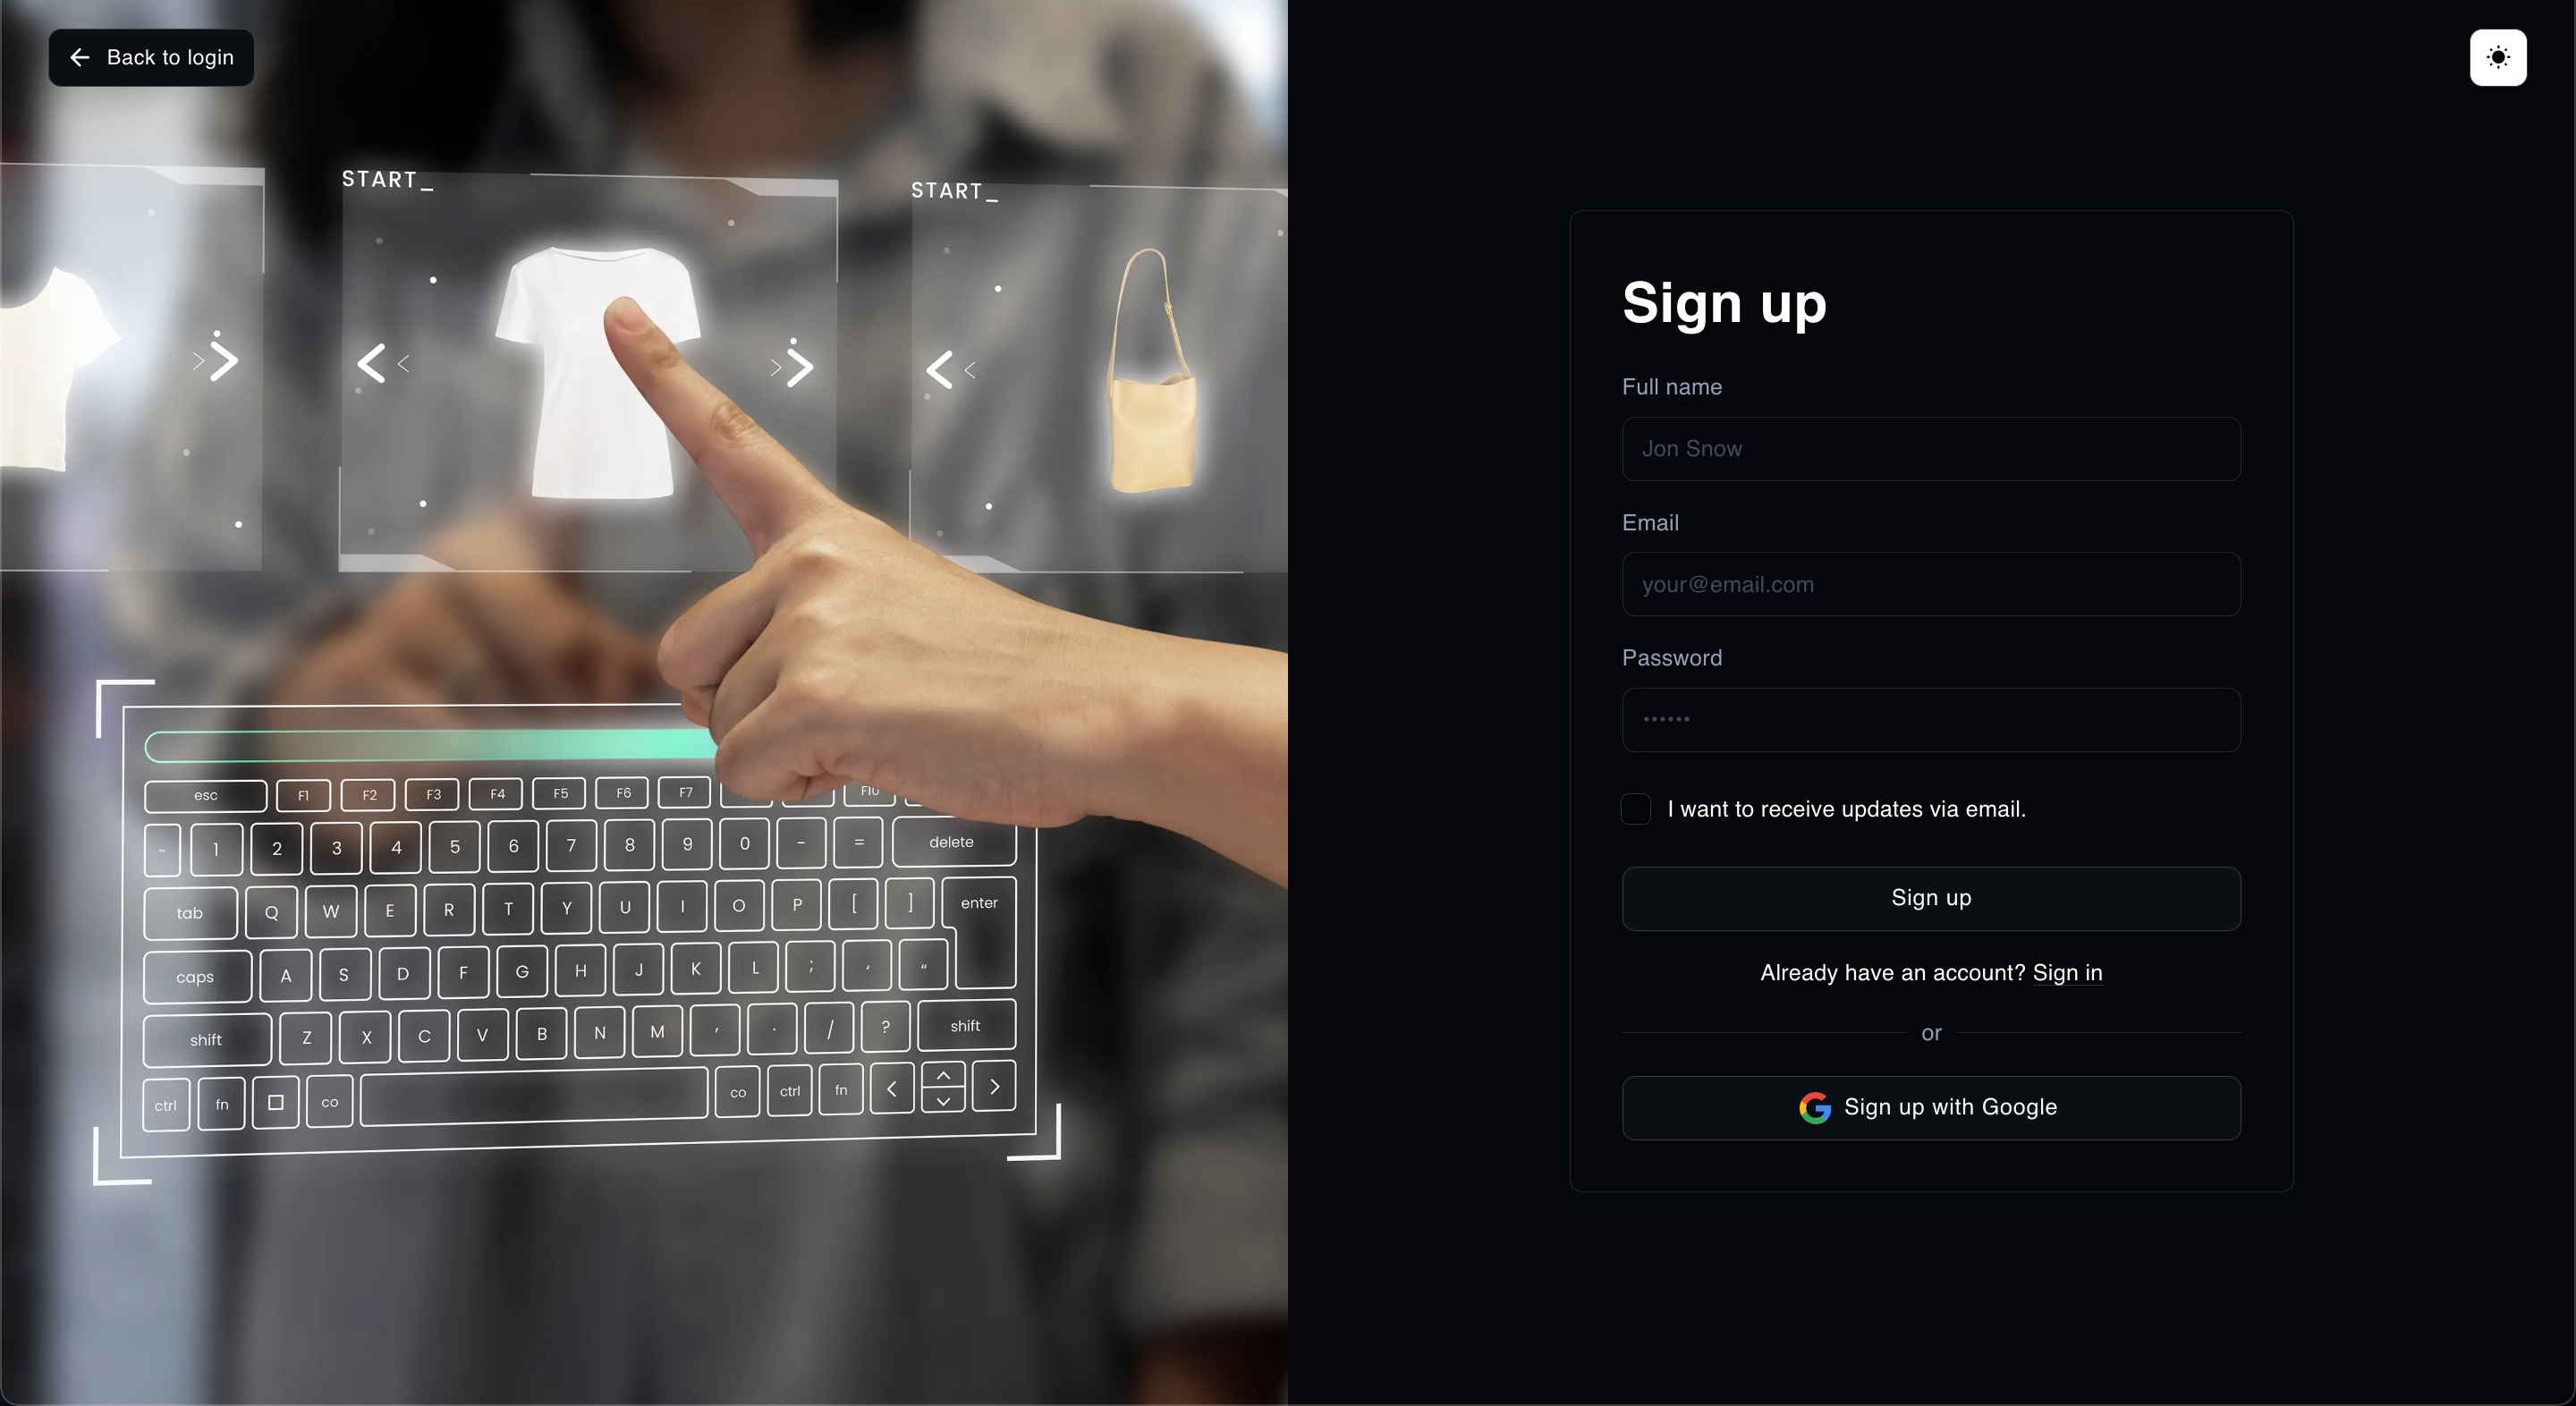 Back to login
START_
START_
esc F1 F2 F3 F4 F5 F6 F7 F10
~ 1 2 3 4 5 6 7 8 9 0 - = delete
tab Q W E R T Y U I O P [ ] enter
caps A S D F G H J K L ; ‘ “
shift Z X C V B N M , . / ? shift
ctrl fn co co ctrl fn
Sign up
Full name
Jon Snow
Email
your@email.com
Password
••••••
I want to receive updates via email.
Sign up
Already have an account? Sign in
or
Sign up with Google